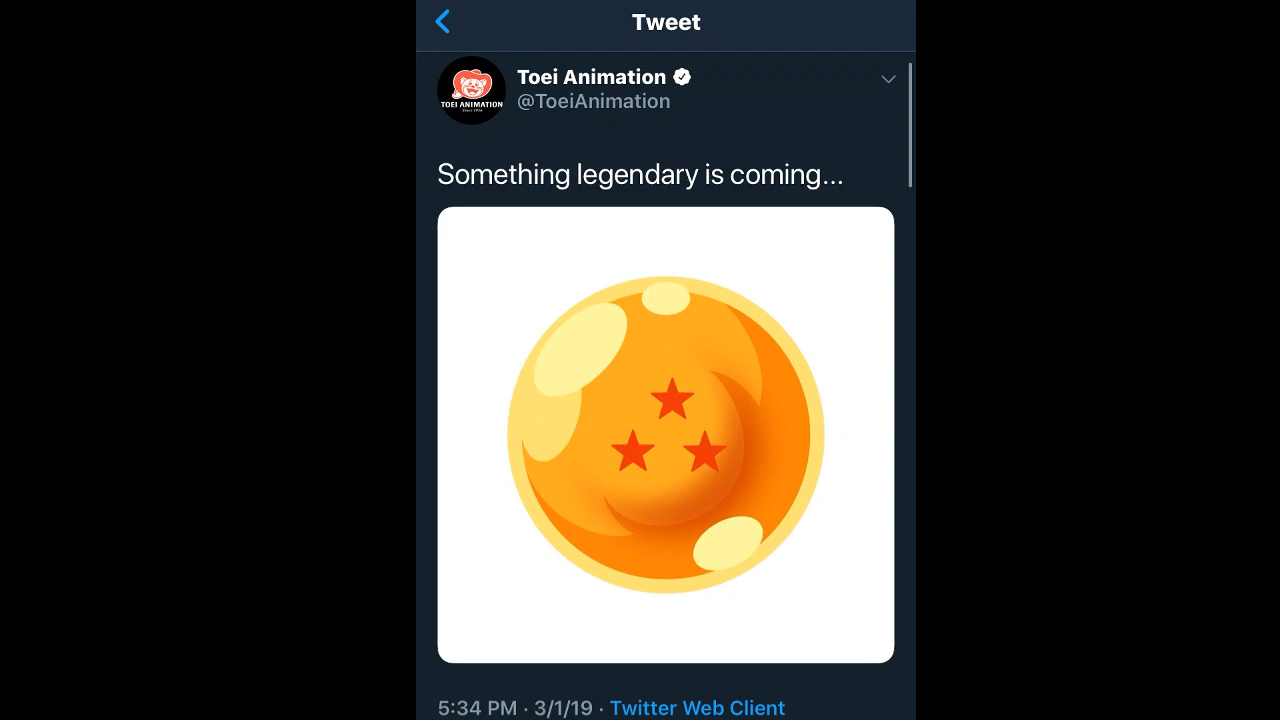 Tweet
Toei Animation
@ToeiAnimation
TOEI ANIMATION
Something legendary is coming...
5:34 PM · 3/1/19 · Twitter Web Client